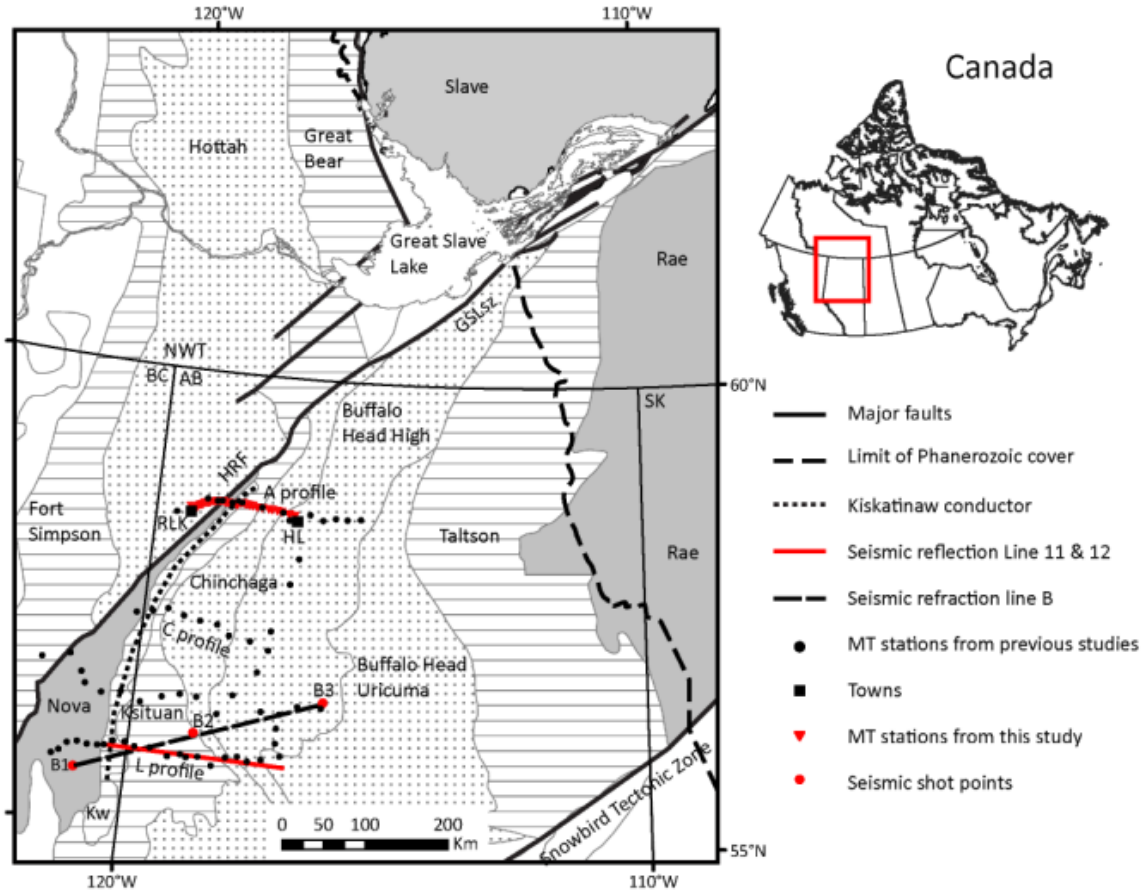 120°W
110°W
Canada
Slave
Hottah
Great
Bear
Great Slave
Lake
Rae
GSLsz
NWT
BC
AB
60°N
SK
Buffalo
Head High
HRF
A profile
Fort
Simpson
RLK
HL
Taltson
Rae
Chinchaga
C profile
Buffalo Head
Uricuma
Nova
Ksituan
B3
B2
B1
L profile
Kw
0 50 100 200
Km
Snowbird Tectonic Zone
55°N
120°W
110°W
Major faults
Limit of Phanerozoic cover
Kiskatinaw conductor
Seismic reflection Line 11 & 12
Seismic refraction line B
MT stations from previous studies
Towns
MT stations from this study
Seismic shot points